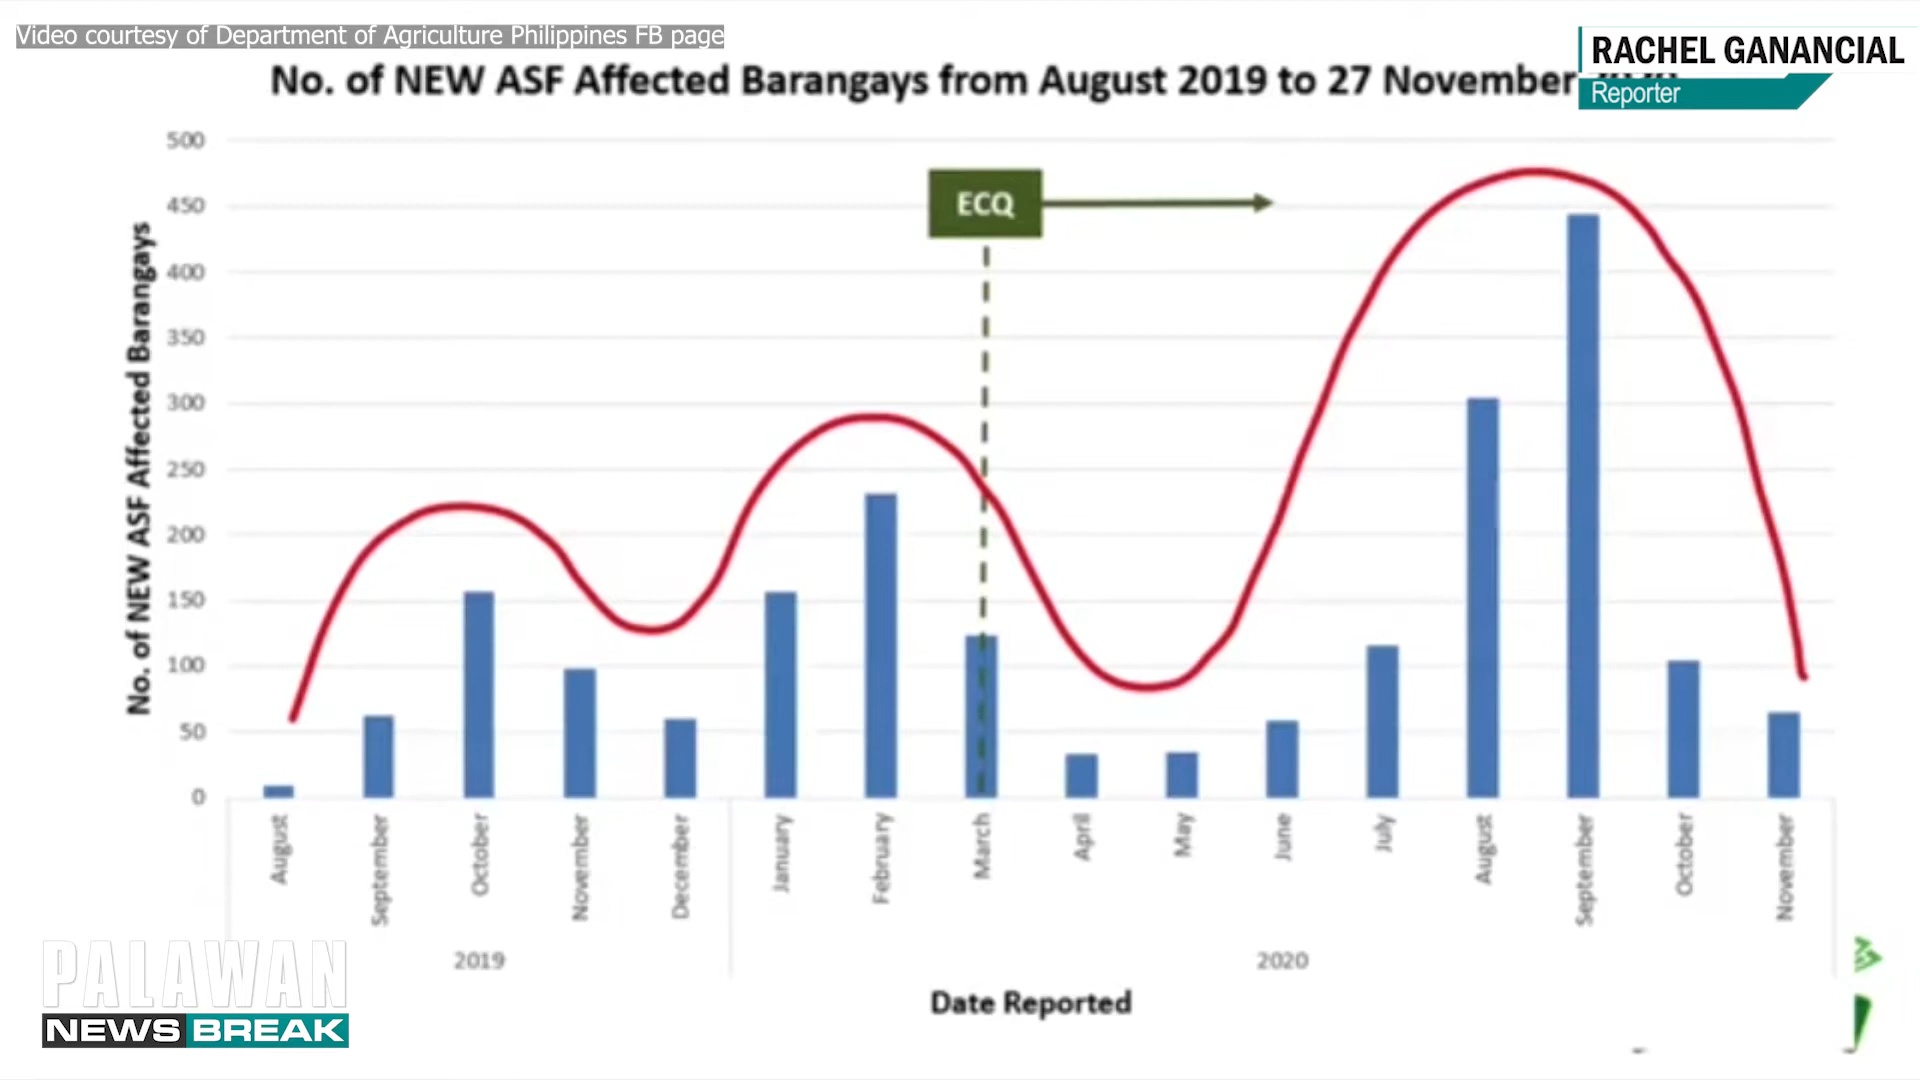 Video courtesy of Department of Agriculture Philippines FB page
RACHEL GANANCIAL
Reporter
No. of NEW ASF Affected Barangays from August 2019 to 27 November
500
450
400
350
300
250
200
150
100
50
0
No. of NEW ASF Affected Barangays
ECQ
August
September
October
November
December
January
February
March
April
May
June
July
August
September
October
November
2019
2020
Date Reported
PALAWAN
NEWS BREAK